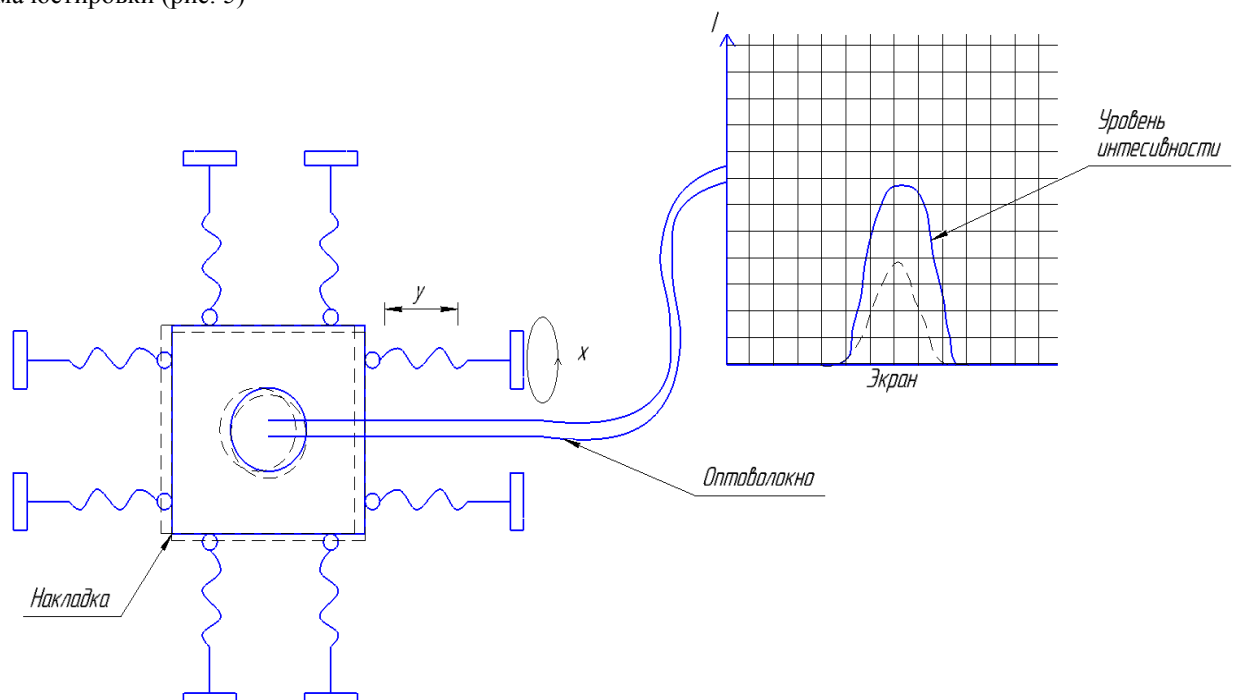 ма юстировки (рис. 5)
I
Уровень
интесивности
y
x
Экран
Оптоволокно
Накладка